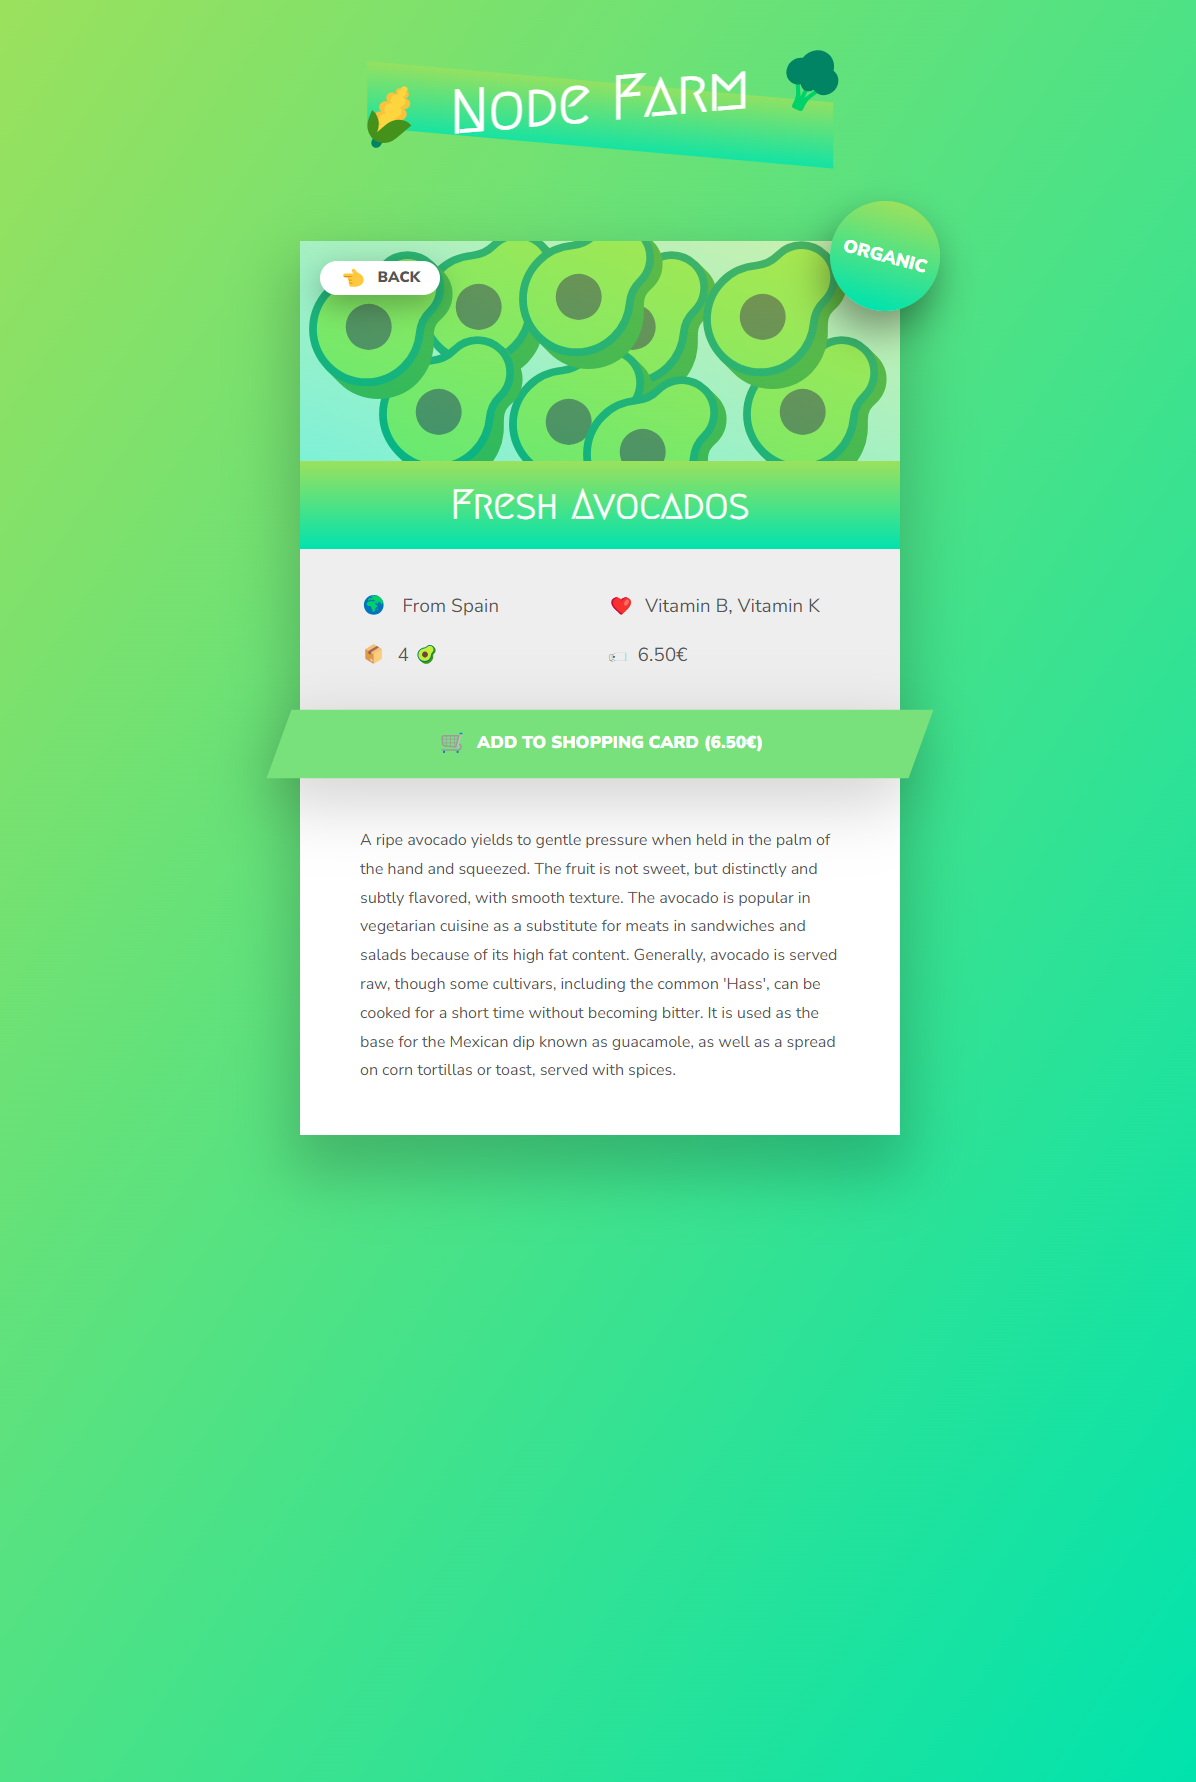 Node Farm
ORGANIC
BACK
Fresh Avocados
From Spain
Vitamin B, Vitamin K
4
6.50€
ADD TO SHOPPING CARD (6.50€)
A ripe avocado yields to gentle pressure when held in the palm of
the hand and squeezed. The fruit is not sweet, but distinctly and
subtly flavored, with smooth texture. The avocado is popular in
vegetarian cuisine as a substitute for meats in sandwiches and
salads because of its high fat content. Generally, avocado is served
raw, though some cultivars, including the common 'Hass', can be
cooked for a short time without becoming bitter. It is used as the
base for the Mexican dip known as guacamole, as well as a spread
on corn tortillas or toast, served with spices.